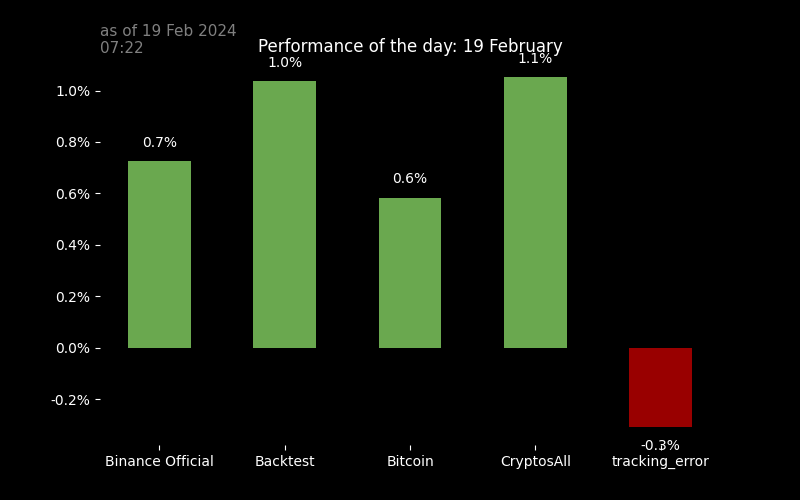 as of 19 Feb 2024
07:22
Performance of the day: 19 February
1.0%
1.1%
1.0%
0.8%
0.7%
0.6%
0.6%
0.4%
0.2%
0.0%
-0.2%
-0.3%
Binance Official
Backtest
Bitcoin
CryptosAll
tracking_error